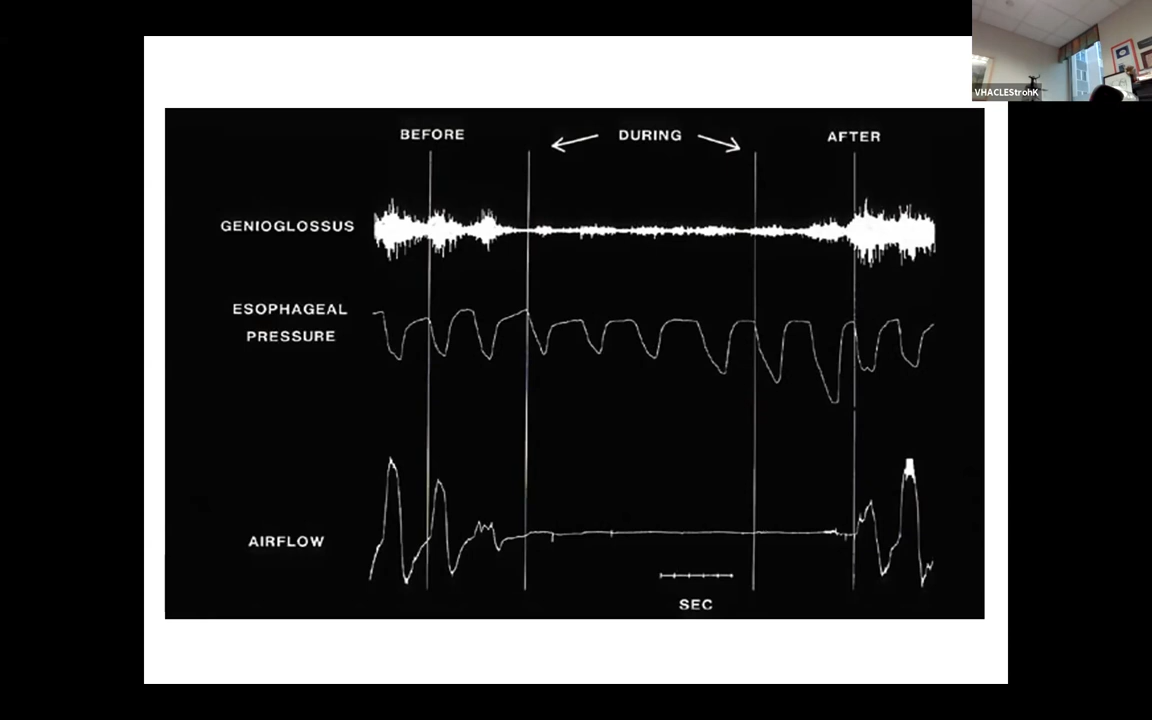 VHACLEStrohK
BEFORE
DURING
AFTER
GENIOGLOSSUS
ESOPHAGEAL
PRESSURE
AIRFLOW
SEC